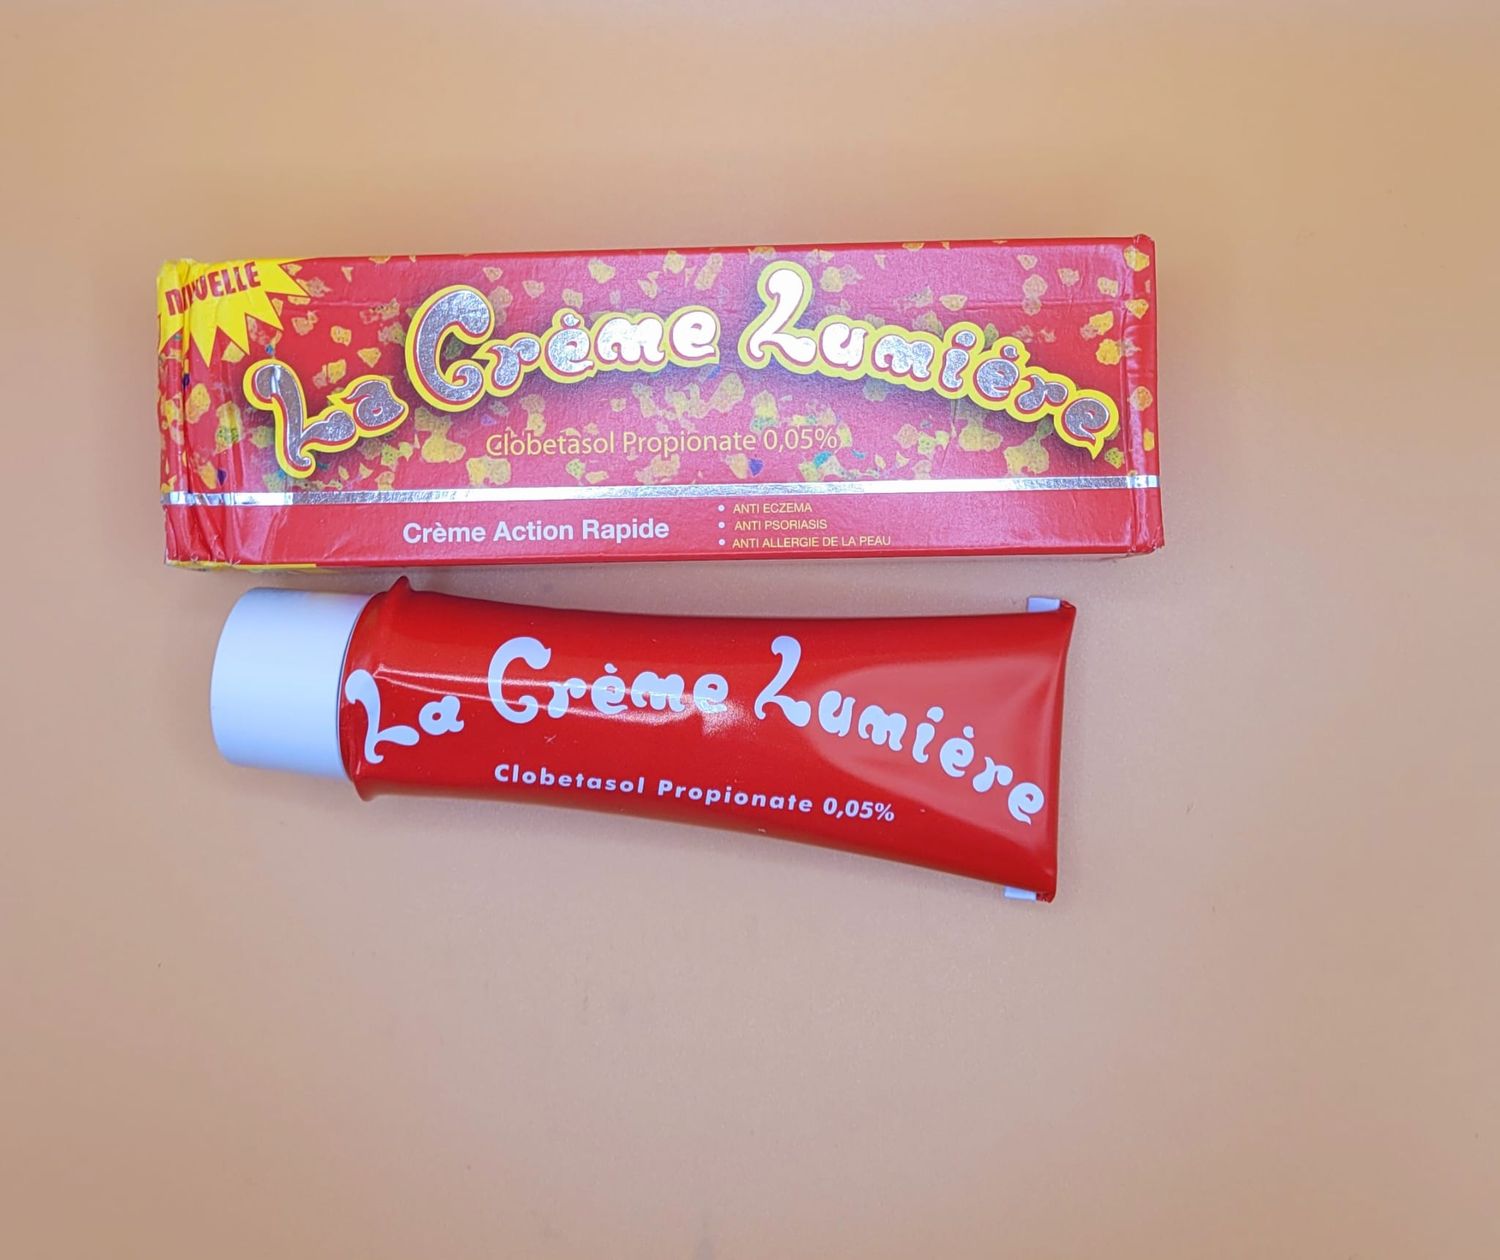 NOUVELLE
La Crème Lumière
Clobetasol Propionate 0,05%
Crème Action Rapide
• ANTI ECZEMA
• ANTI PSORIASIS
• ANTI ALLERGIE DE LA PEAU
La Crème Lumière
Clobetasol Propionate 0,05%